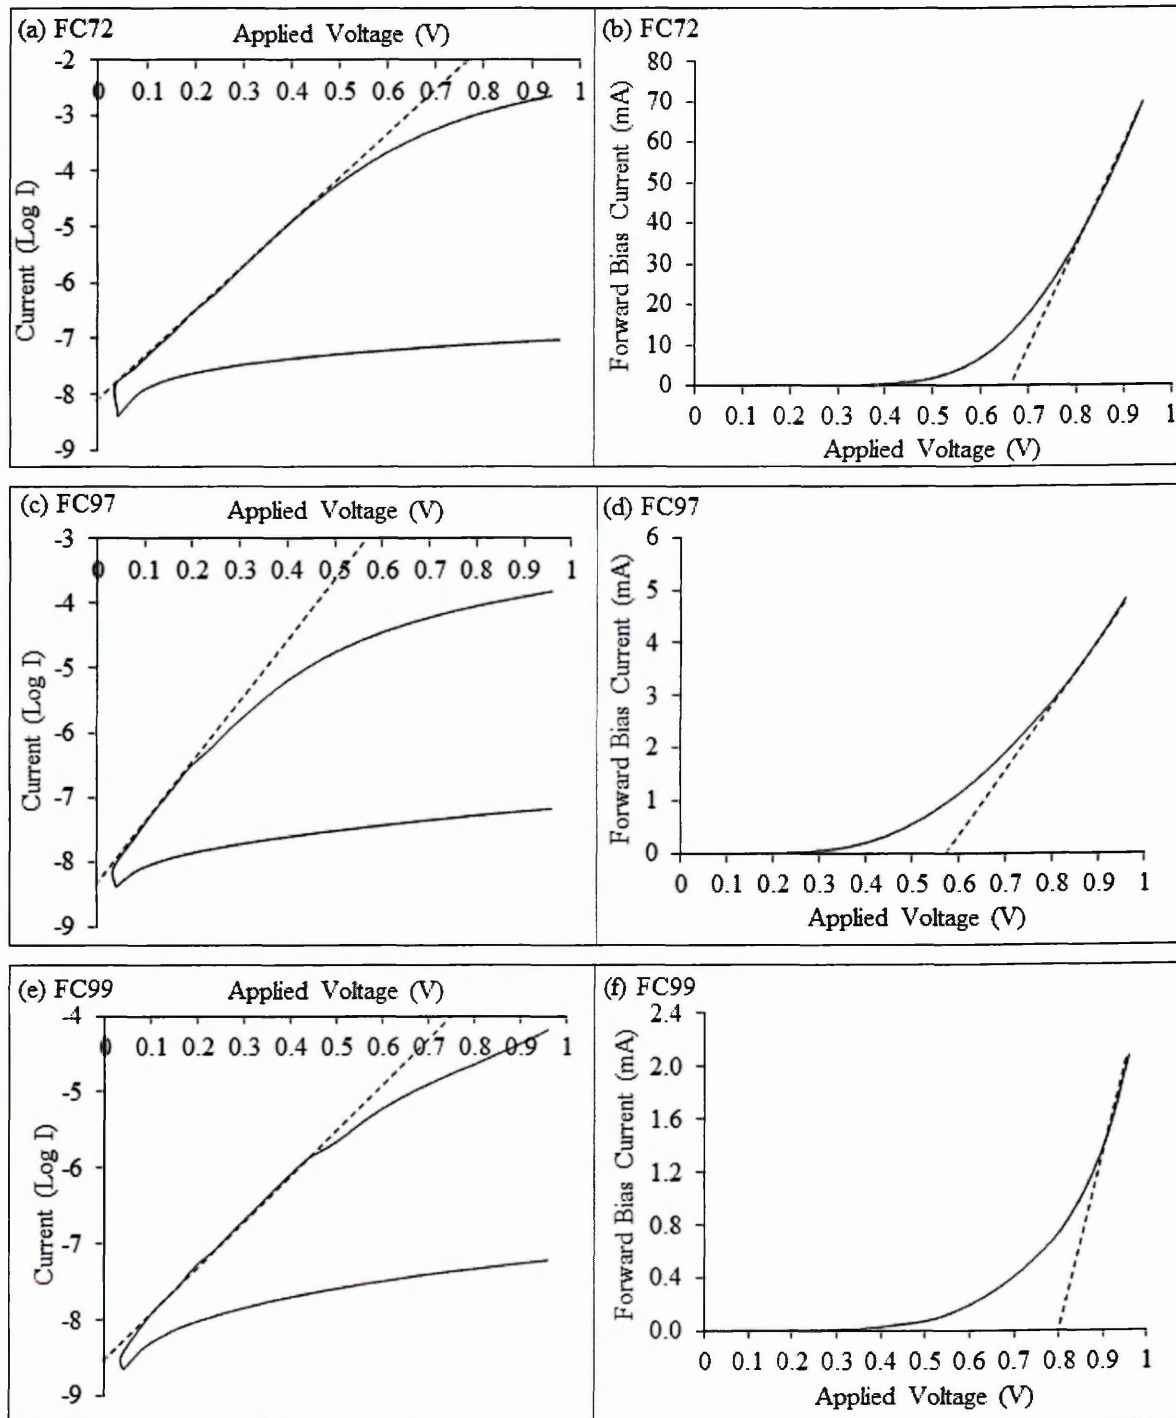 (a) FC72
Applied Voltage (V)
-2
0 0.1 0.2 0.3 0.4 0.5 0.6 0.7 0.8 0.9 1
-3
-4
-5
-6
-7
-8
-9
Current (Log I)
(b) FC72
80
70
60
50
40
30
20
10
0
Forward Bias Current (mA)
0 0.1 0.2 0.3 0.4 0.5 0.6 0.7 0.8 0.9 1
Applied Voltage (V)
(c) FC97
Applied Voltage (V)
-3
0 0.1 0.2 0.3 0.4 0.5 0.6 0.7 0.8 0.9 1
-4
-5
-6
-7
-8
-9
Current (Log I)
(d) FC97
6
5
4
3
2
1
0
Forward Bias Current (mA)
0 0.1 0.2 0.3 0.4 0.5 0.6 0.7 0.8 0.9 1
Applied Voltage (V)
(e) FC99
Applied Voltage (V)
-4
0 0.1 0.2 0.3 0.4 0.5 0.6 0.7 0.8 0.9 1
-5
-6
-7
-8
-9
Current (Log I)
(f) FC99
2.4
2.0
1.6
1.2
0.8
0.4
0.0
Forward Bias Current (mA)
0 0.1 0.2 0.3 0.4 0.5 0.6 0.7 0.8 0.9 1
Applied Voltage (V)